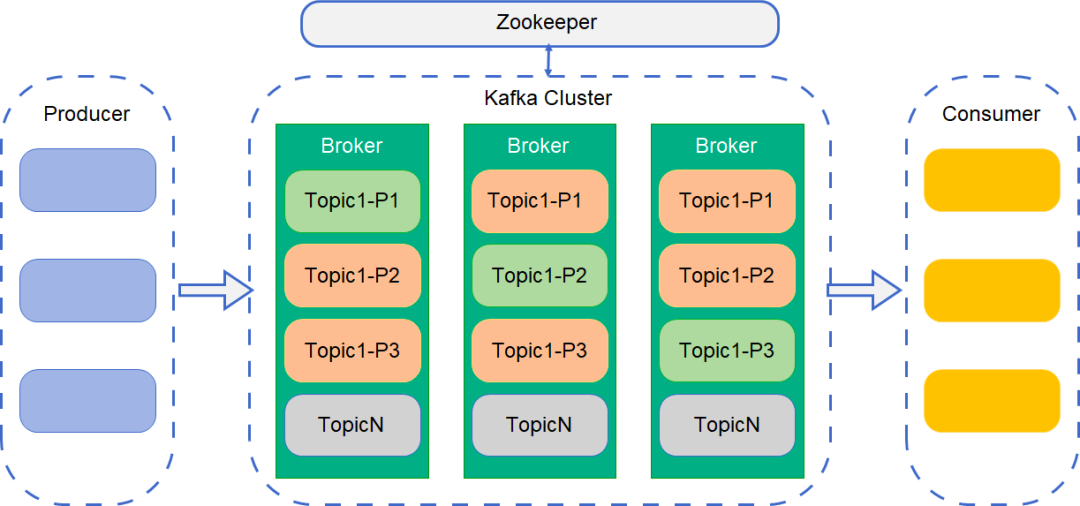 Zookeeper
Producer
Kafka Cluster
Consumer
Broker
Topic1-P1
Topic1-P2
Topic1-P3
TopicN
Broker
Topic1-P1
Topic1-P2
Topic1-P3
TopicN
Broker
Topic1-P1
Topic1-P2
Topic1-P3
TopicN